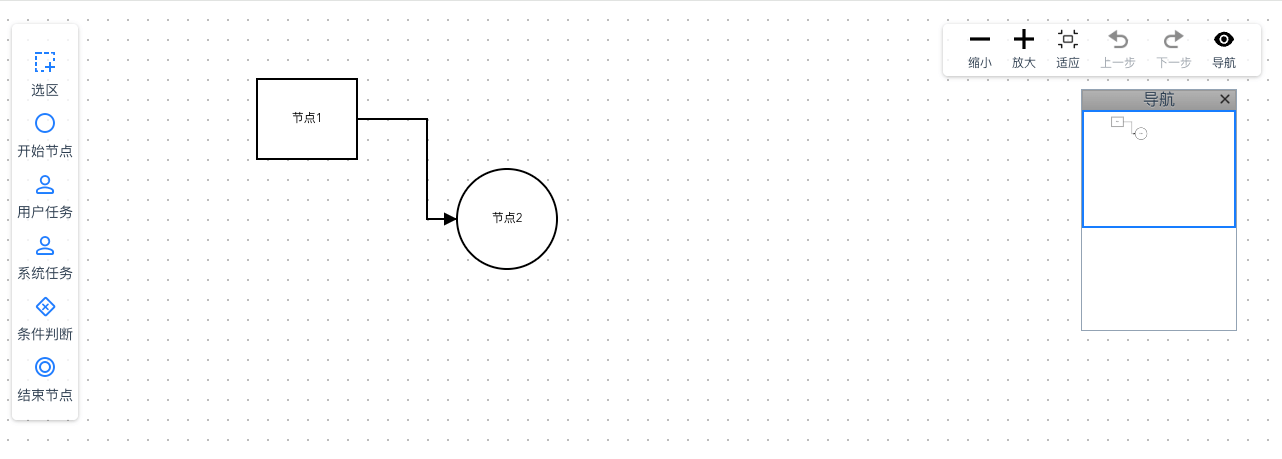 选区
开始节点
用户任务
系统任务
条件判断
结束节点
节点1
节点2
缩小
放大
适应
上一步
下一步
导航
导航